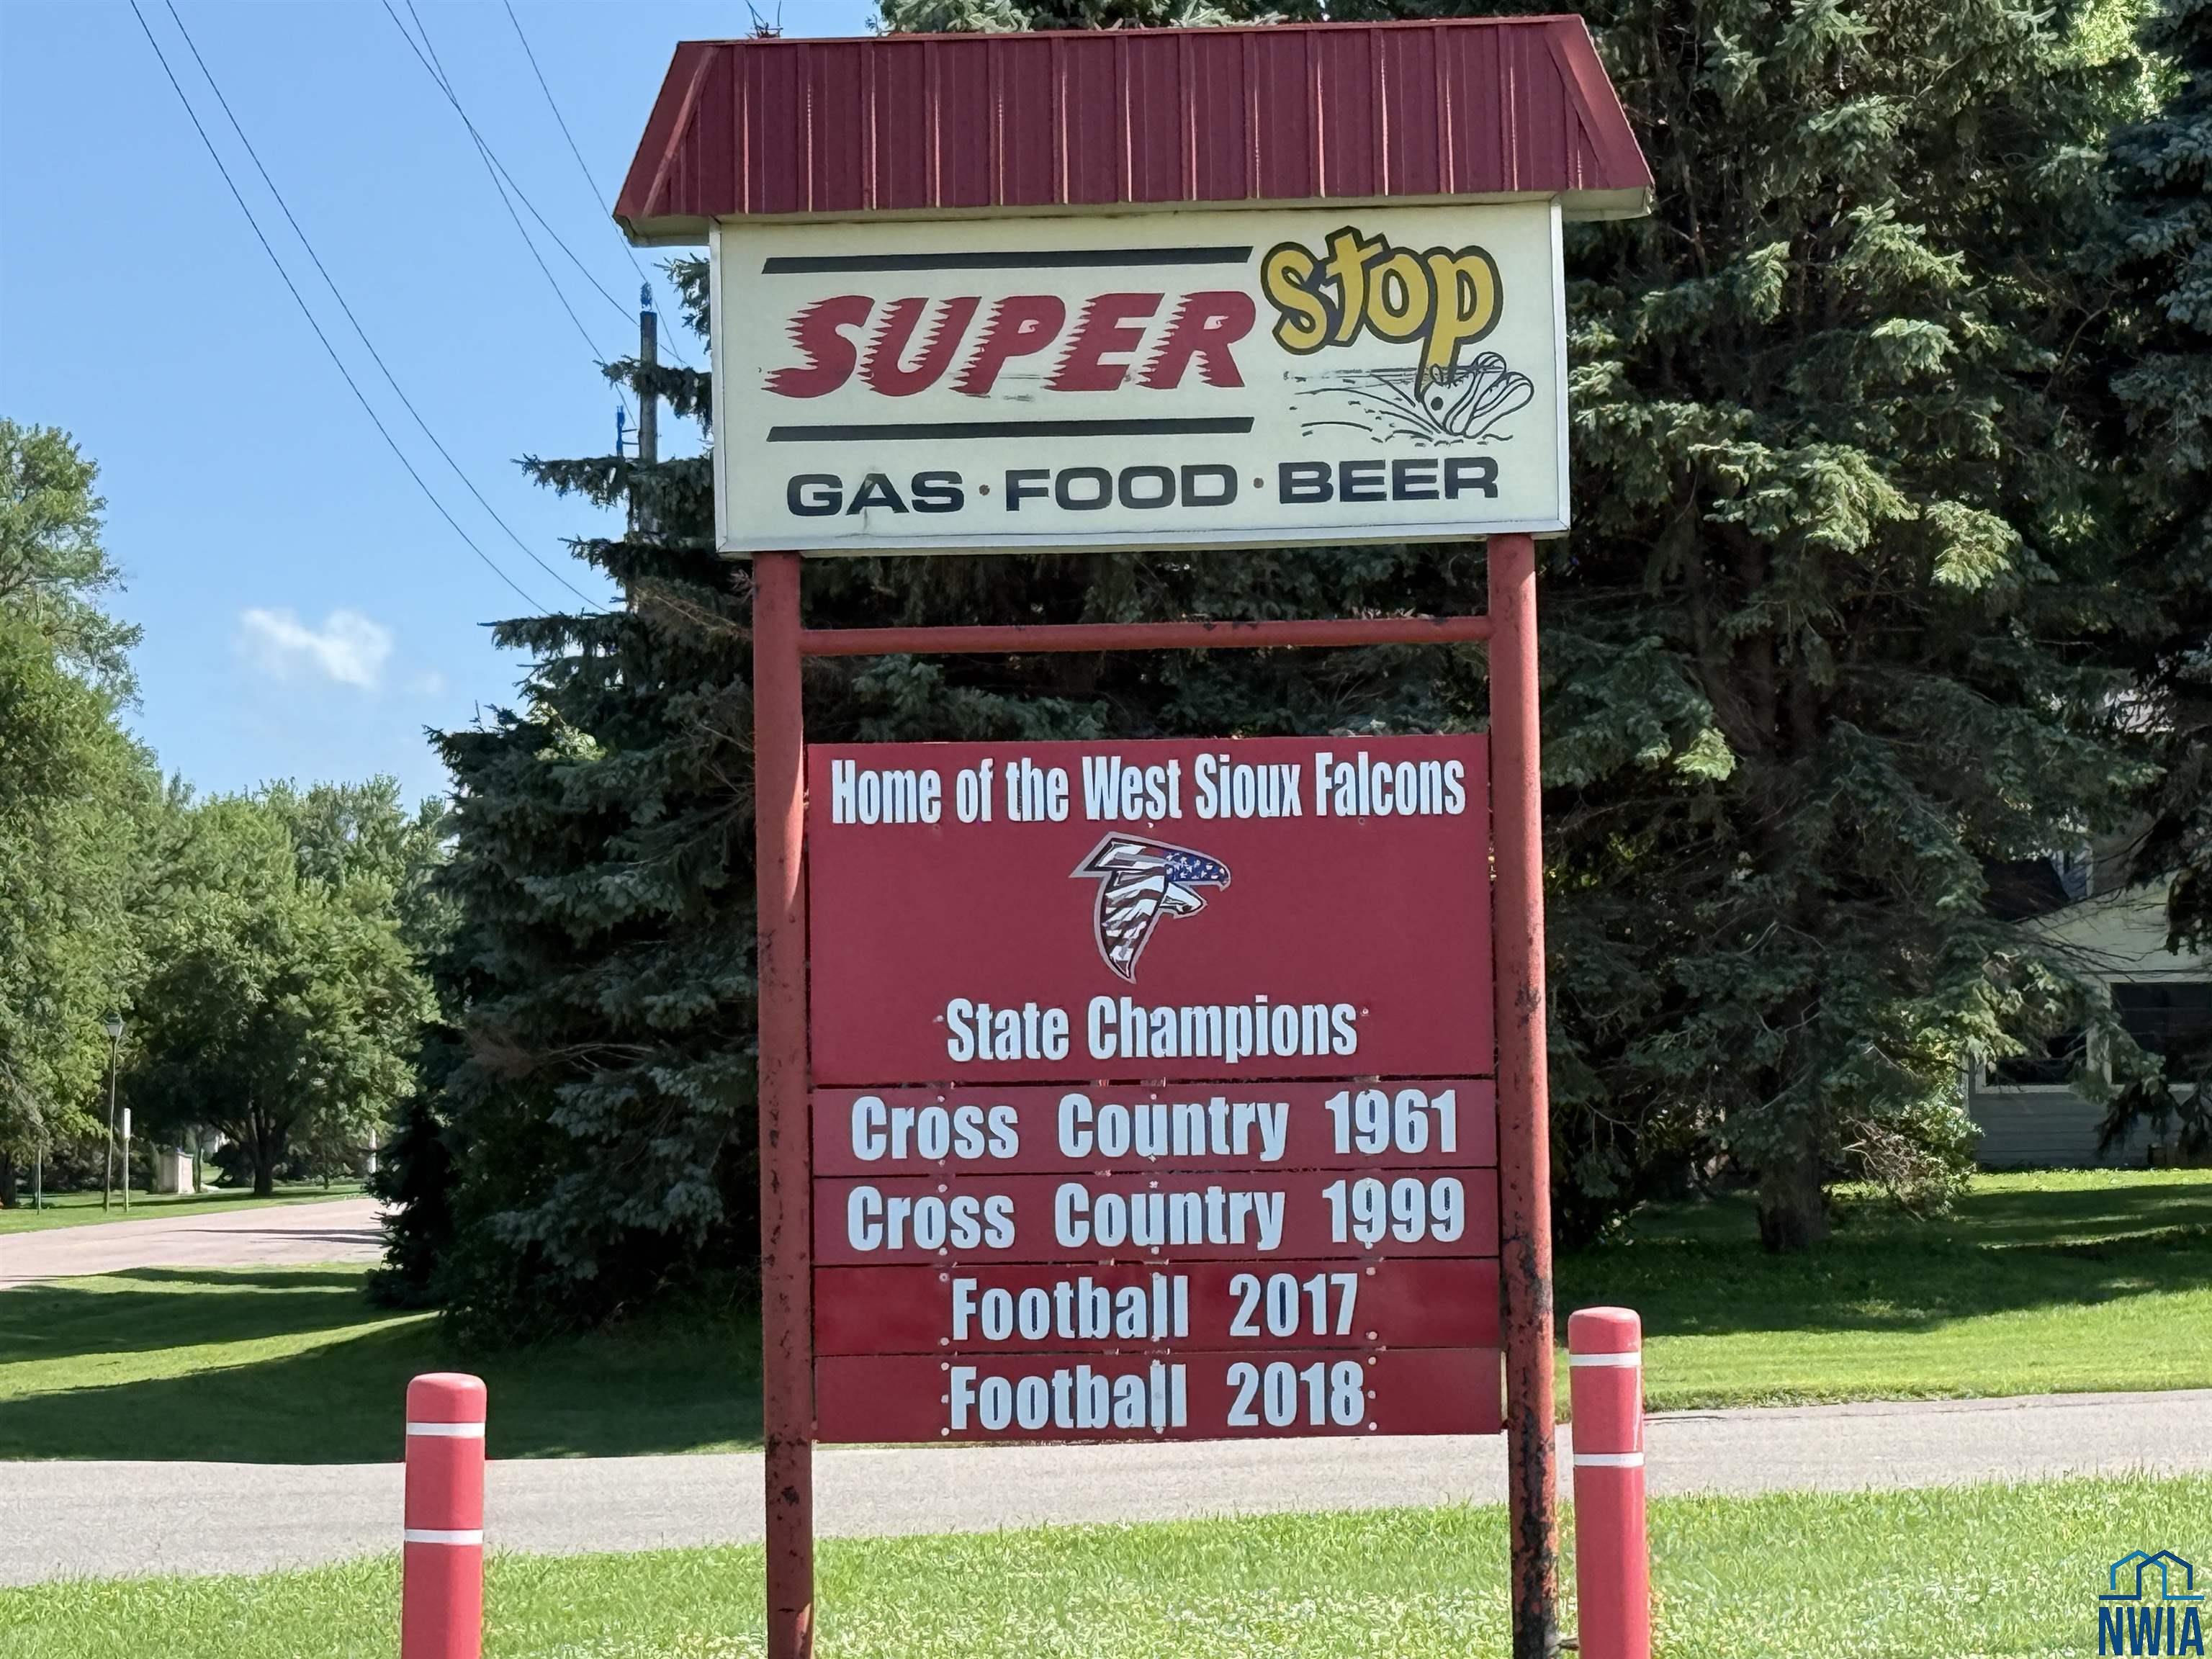 SUPER Stop
GAS · FOOD · BEER
Home of the West Sioux Falcons
State Champions
Cross Country 1961
Cross Country 1999
Football 2017
Football 2018
NWIA